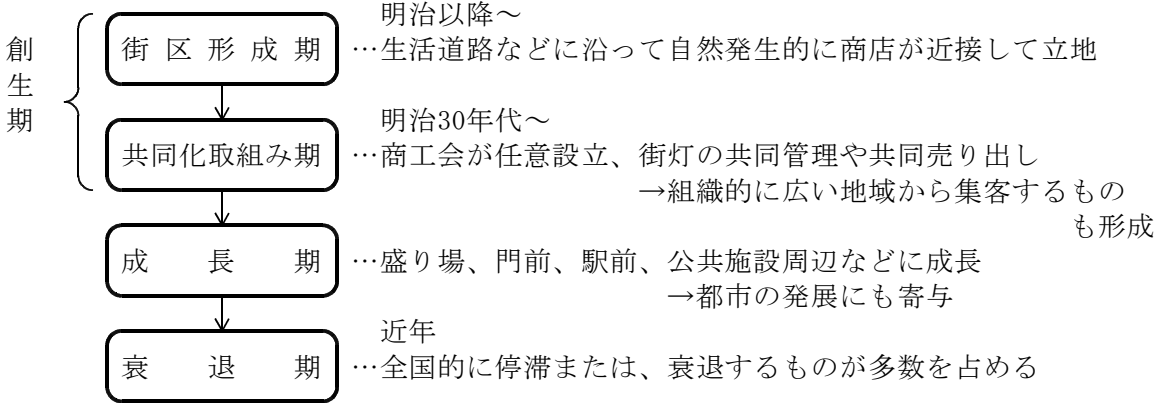 創生期
明治以降～
街区形成期
…生活道路などに沿って自然発生的に商店が近接して立地
明治30年代～
共同化取組み期
…商工会が任意設立、街灯の共同管理や共同売り出し
→組織的に広い地域から集客するもの
も形成
成長期
…盛り場、門前、駅前、公共施設周辺などに成長
→都市の発展にも寄与
近年
衰退期
…全国的に停滞または、衰退するものが多数を占める